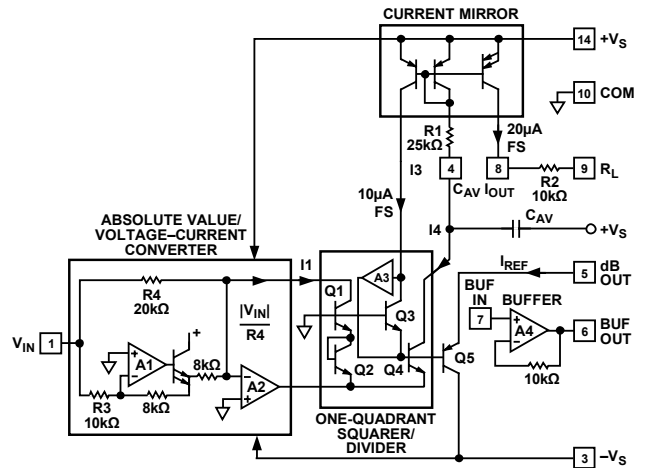 CURRENT MIRROR
14 +VS
10 COM
R1
25kΩ
20µA
FS
I3
4
8
R2
10kΩ
9 RL
10µA
FS
CAV
IOUT
ABSOLUTE VALUE/
VOLTAGE–CURRENT
CONVERTER
I4
CAV
+VS
I1
IREF
5 dB
OUT
R4
20kΩ
|VIN|
R4
A3
Q1
Q3
BUF
IN
7
BUFFER
A4
6 BUF
OUT
VIN 1
+
A1
8kΩ
A2
Q2
Q4
Q5
10kΩ
R3
10kΩ
8kΩ
ONE-QUADRANT
SQUARER/
DIVIDER
3 –VS